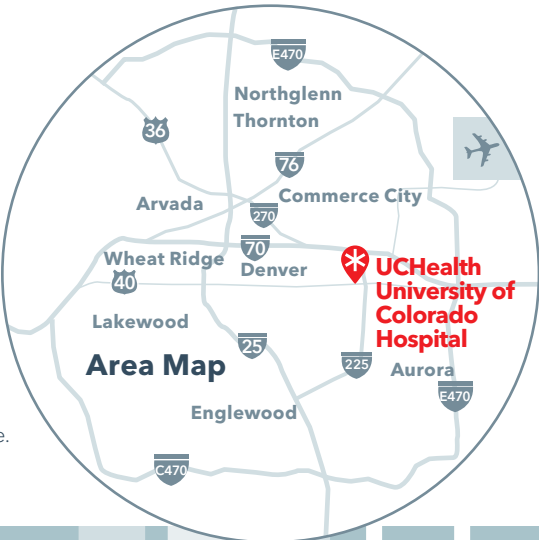 E470
Northglenn
Thornton
36
76
Arvada
Commerce City
270
70
Wheat Ridge
Denver
40
UCHealth
University of
Colorado
Hospital
Lakewood
25
Area Map
225
Aurora
E470
Englewood
e.
C470